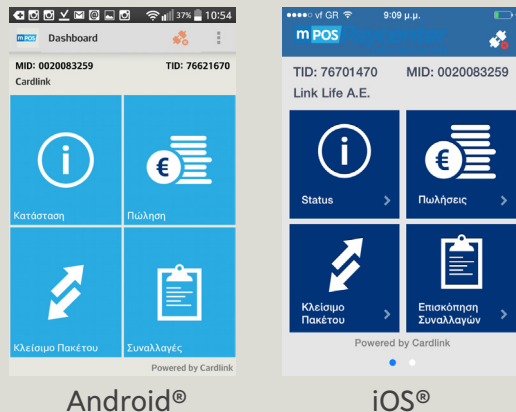 37% 10:54
mPOS Dashboard
MID: 0020083259 TID: 76621670
Cardlink
Κατάσταση
Πώληση
Κλείσιμο Πακέτου
Συναλλαγές
Powered by Cardlink
Android®
vf GR 9:09 μ.μ.
mPOS Paycenter
TID: 76701470 MID: 0020083259
Link Life A.E.
Status
Πωλήσεις
Κλείσιμο
Πακέτου
Επισκόπηση
Συναλλαγών
Powered by Cardlink
iOS®